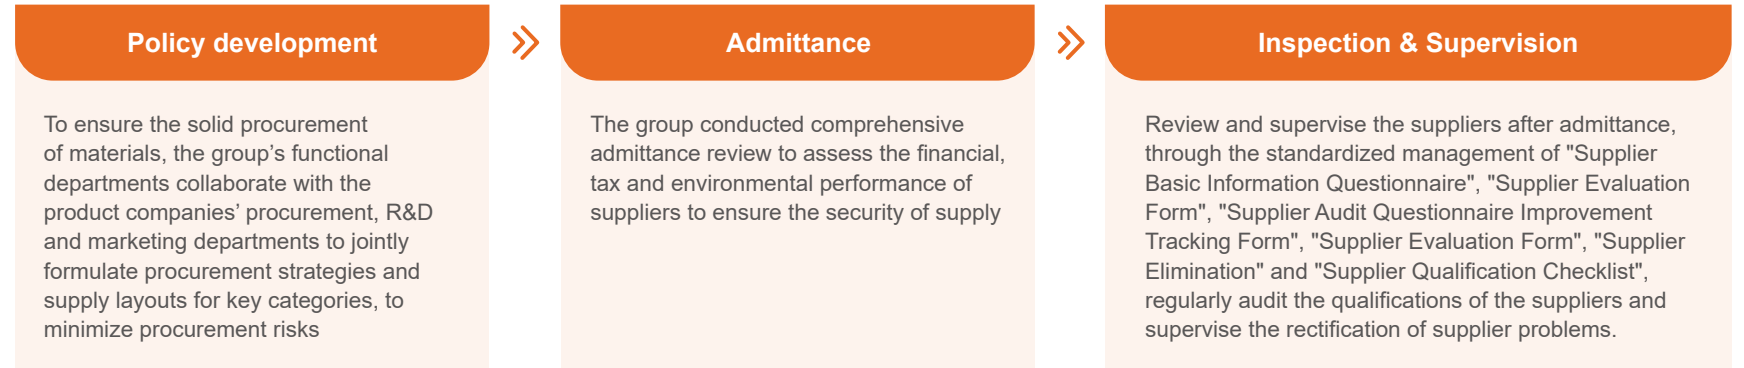 Policy development
To ensure the solid procurement
of materials, the group’s functional
departments collaborate with the
product companies’ procurement, R&D
and marketing departments to jointly
formulate procurement strategies and
supply layouts for key categories, to
minimize procurement risks
Admittance
The group conducted comprehensive
admittance review to assess the financial,
tax and environmental performance of
suppliers to ensure the security of supply
Inspection & Supervision
Review and supervise the suppliers after admittance,
through the standardized management of "Supplier
Basic Information Questionnaire", "Supplier Evaluation
Form", "Supplier Audit Questionnaire Improvement
Tracking Form", "Supplier Evaluation Form", "Supplier
Elimination" and "Supplier Qualification Checklist",
regularly audit the qualifications of the suppliers and
supervise the rectification of supplier problems.